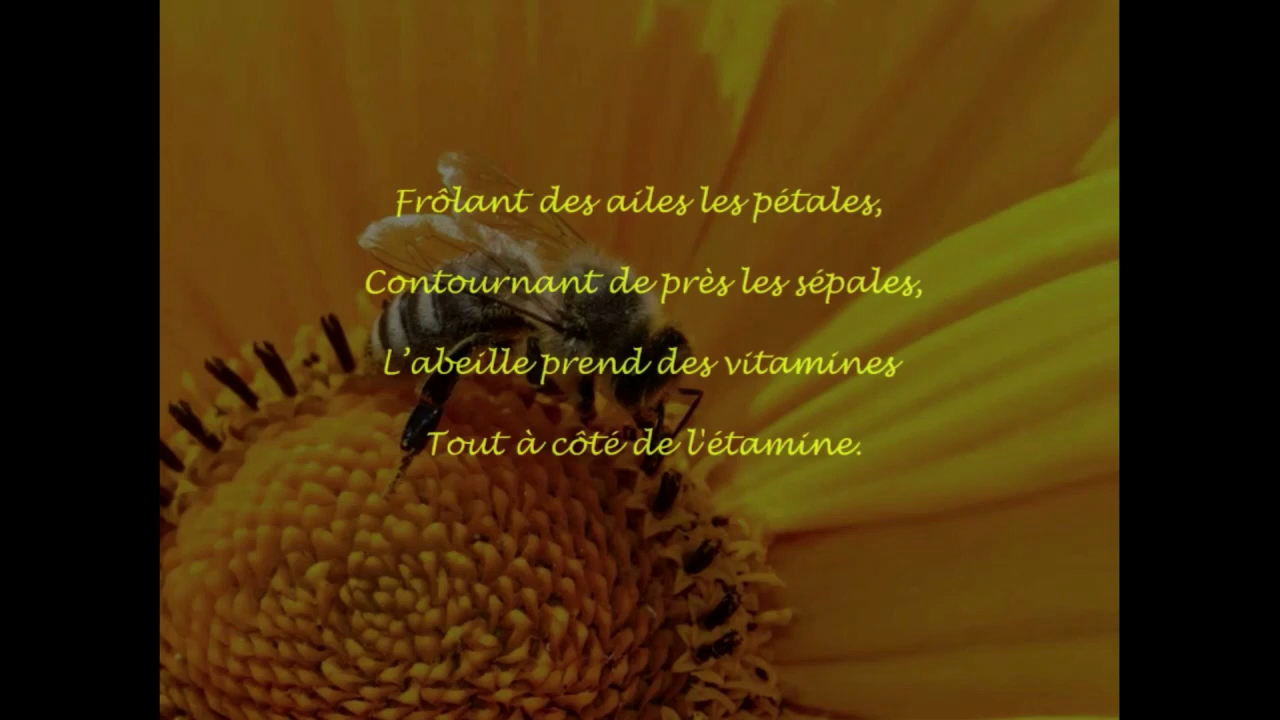 Frôlant des ailes les pétales,
Contournant de près les sépales,
L’abeille prend des vitamines
Tout à côté de l'étamine.